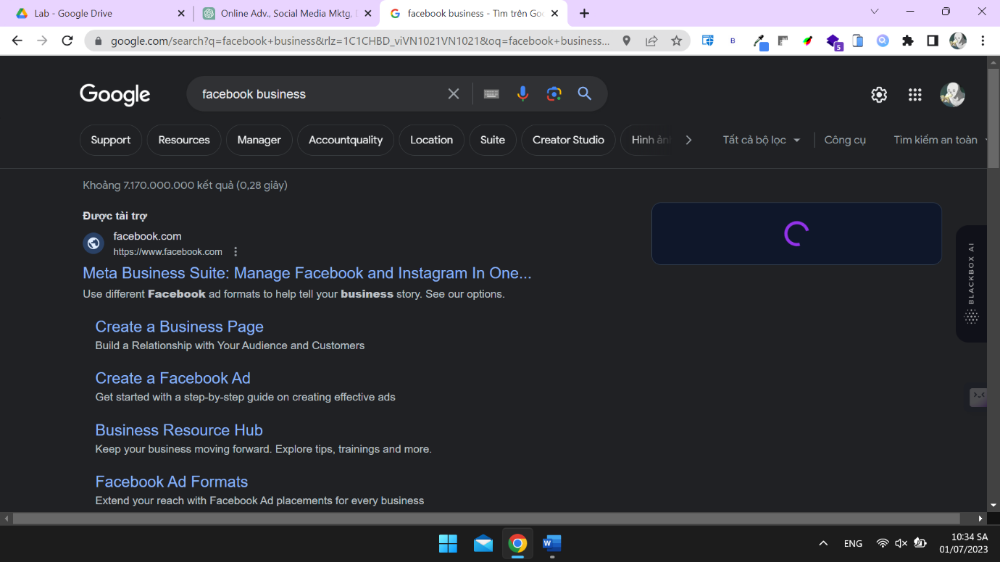 Lab - Google Drive
Online Adv., Social Media Mktg,
facebook business - Tìm trên Goo
google.com/search?q=facebook+business&rlz=1C1CHBD_viVN1021VN1021&oq=facebook+business...
B
5
Google
facebook business
Support
Resources
Manager
Accountquality
Location
Suite
Creator Studio
Hình ảnh
Tất cả bộ lọc
Công cụ
Tìm kiếm an toàn
Khoảng 7.170.000.000 kết quả (0,28 giây)
Được tài trợ
facebook.com
https://www.facebook.com
Meta Business Suite: Manage Facebook and Instagram In One...
Use different Facebook ad formats to help tell your business story. See our options.
Create a Business Page
Build a Relationship with Your Audience and Customers
Create a Facebook Ad
Get started with a step-by-step guide on creating effective ads
Business Resource Hub
Keep your business moving forward. Explore tips, trainings and more.
Facebook Ad Formats
Extend your reach with Facebook Ad placements for every business
BLACKBOX AI
W
ENG
10:34 SA
01/07/2023